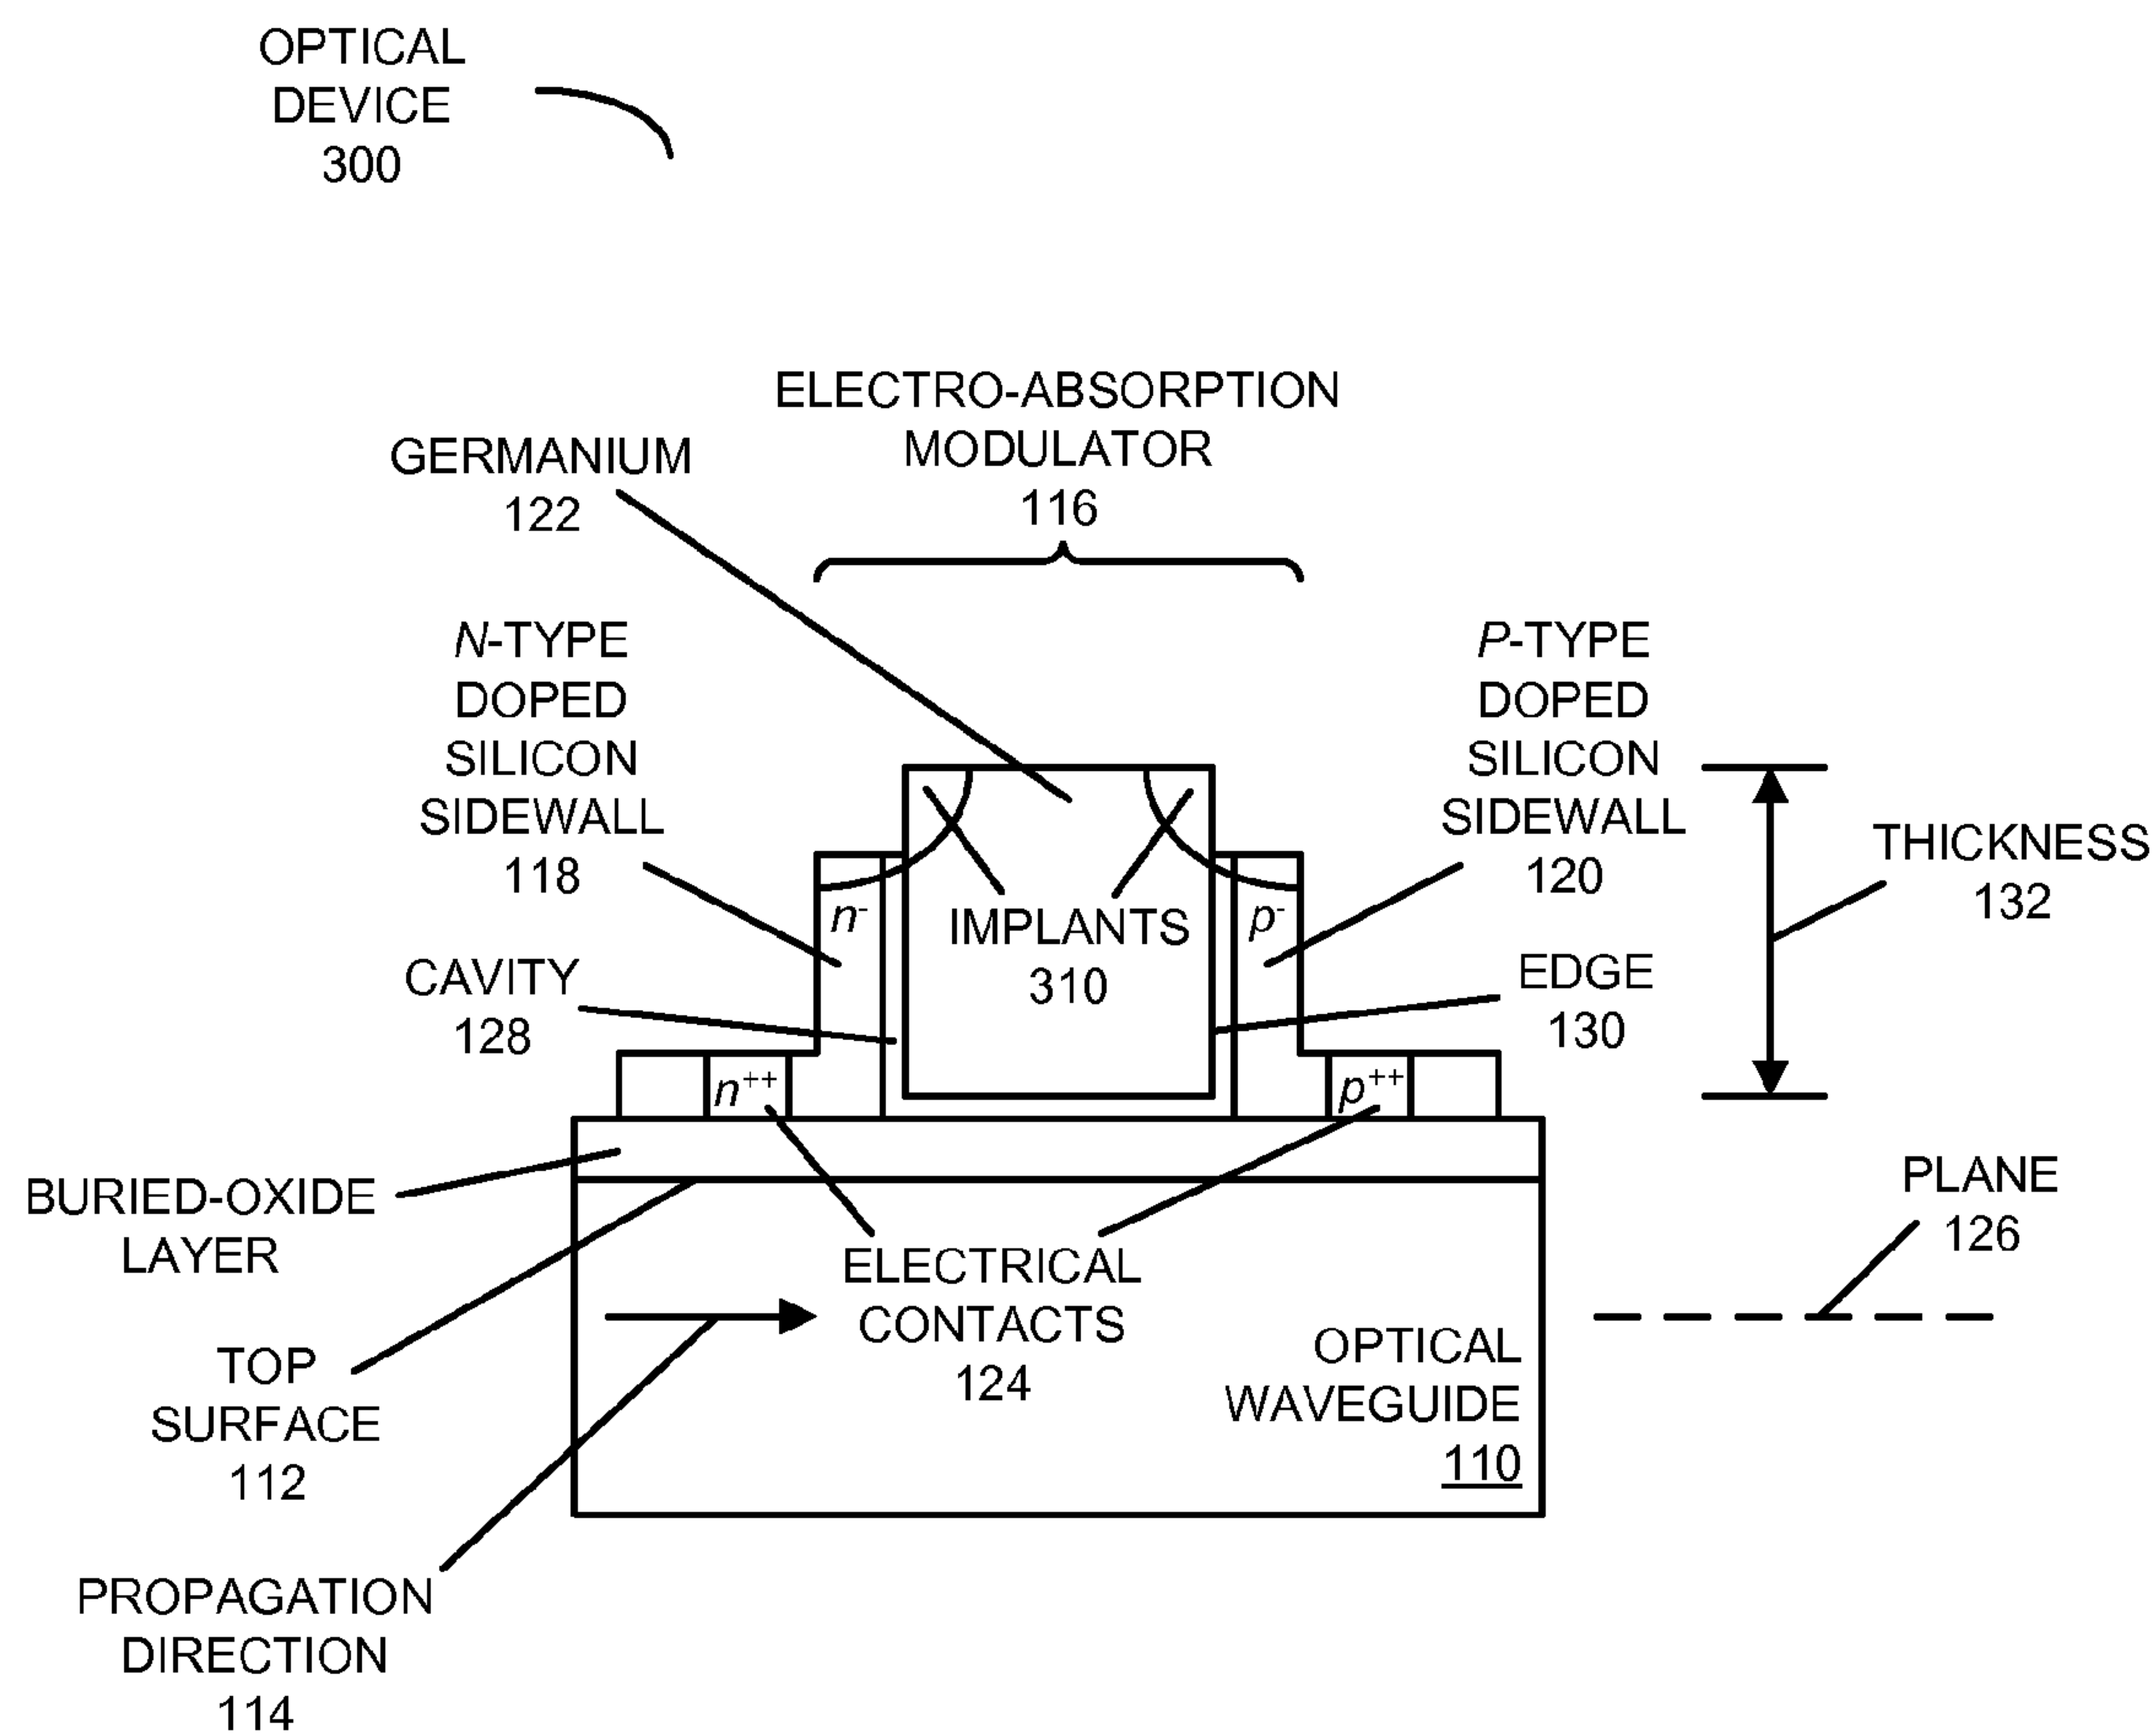 OPTICAL
DEVICE
300
ELECTRO-ABSORPTION
MODULATOR
116
GERMANIUM
122
N-TYPE
DOPED
SILICON
SIDEWALL
118
P-TYPE
DOPED
SILICON
SIDEWALL
120
THICKNESS
132
n-
IMPLANTS
310
p-
CAVITY
128
EDGE
130
n++
p++
BURIED-OXIDE
LAYER
PLANE
126
ELECTRICAL
CONTACTS
124
OPTICAL
WAVEGUIDE
110
TOP
SURFACE
112
PROPAGATION
DIRECTION
114